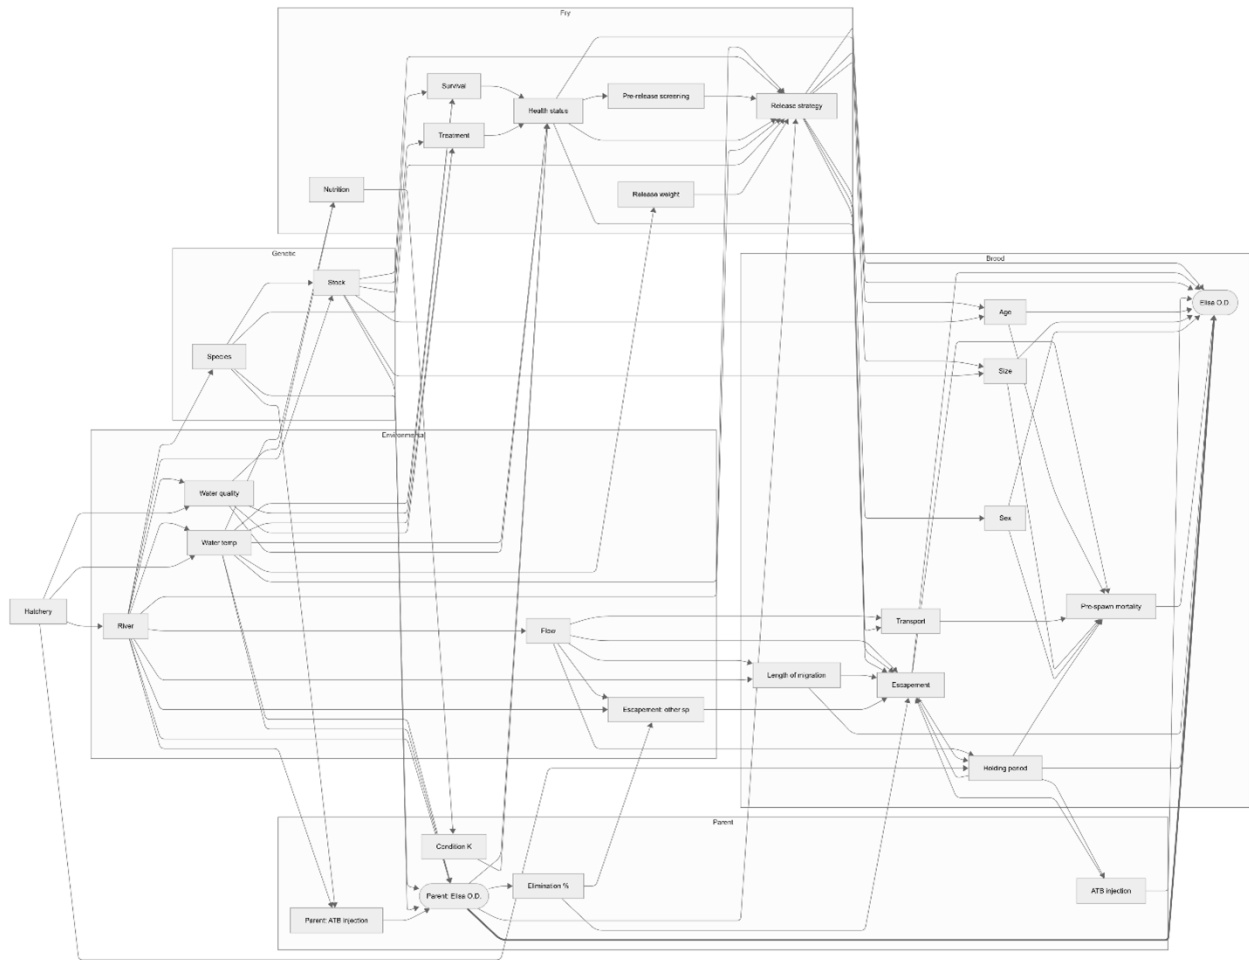 Fry
Survival
Health status
Pre-release screening
Release strategy
Treatment
Nutrition
Release weight
Genetic
Stock
Species
Brood
Elisa O.D.
Age
Size
Sex
Pre-spawn mortality
Transport
Escapement
Holding period
Environmental
Water quality
Water temp
Hatchery
River
Flow
Length of migration
Escapement: other sp
Parent
Condition K
Parent: Elisa O.D.
Elimination %
Parent: ATB injection
ATB injection